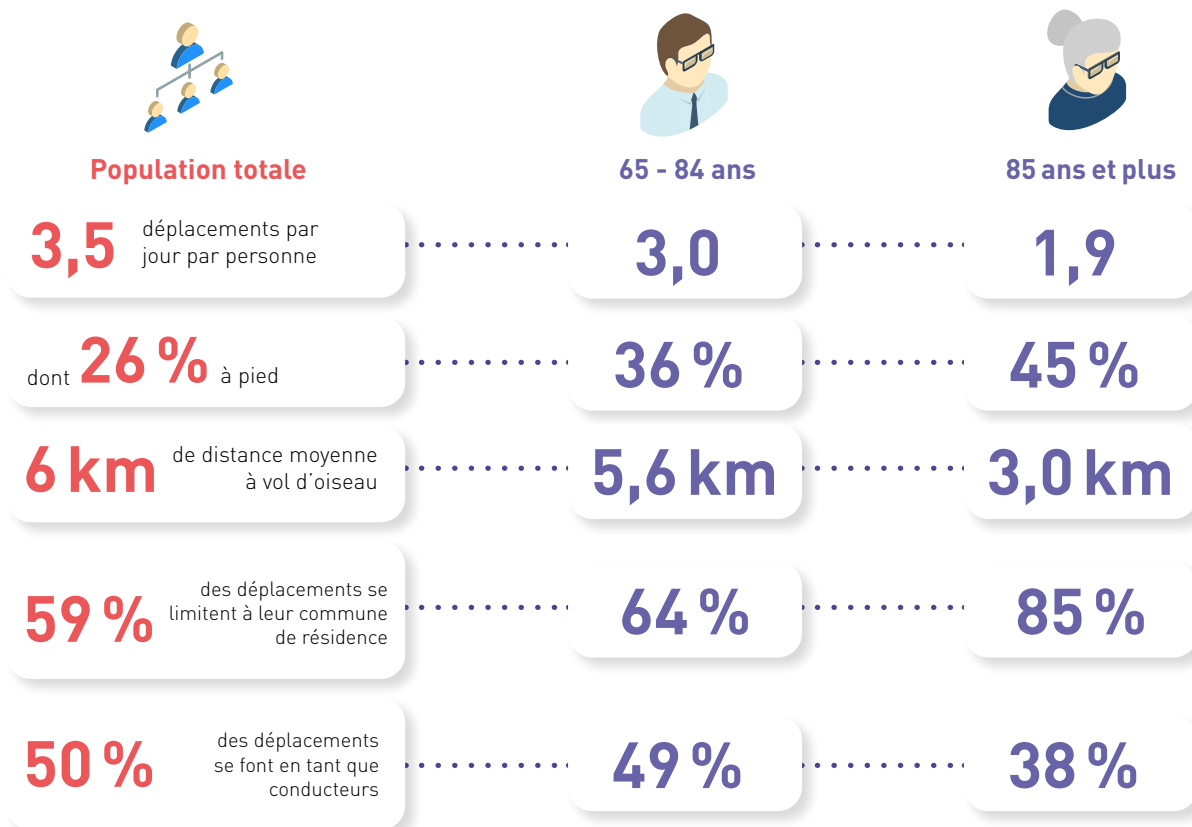 Population totale
65 - 84 ans
85 ans et plus
3,5 déplacements par
jour par personne
3,0
1,9
dont 26 % à pied
36 %
45 %
6 km de distance moyenne
à vol d'oiseau
5,6 km
3,0 km
59 % des déplacements se
limitent à leur commune
de résidence
64 %
85 %
50 % des déplacements
se font en tant que
conducteurs
49 %
38 %